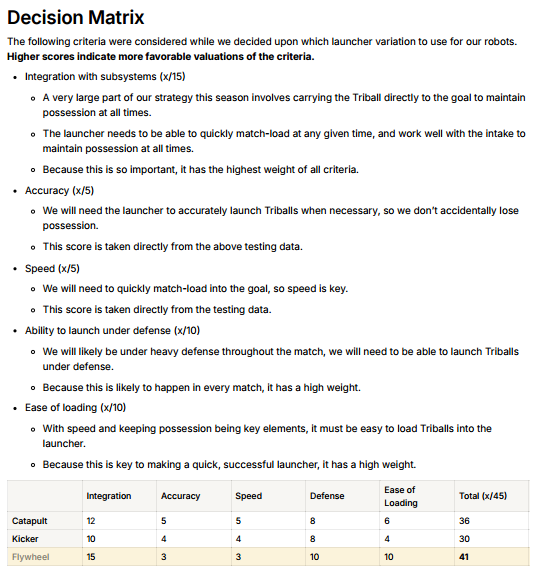 Decision Matrix
The following criteria were considered while we decided upon which launcher variation to use for our robots.
Higher scores indicate more favorable valuations of the criteria.
• Integration with subsystems (x/15)
◦ A very large part of our strategy this season involves carrying the Triball directly to the goal to maintain
possession at all times.
◦ The launcher needs to be able to quickly match-load at any given time, and work well with the intake to
maintain possession at all times.
◦ Because this is so important, it has the highest weight of all criteria.
• Accuracy (x/5)
◦ We will need the launcher to accurately launch Triballs when necessary, so we don't accidentally lose
possession.
◦ This score is taken directly from the above testing data.
• Speed (x/5)
◦ We will need to quickly match-load into the goal, so speed is key.
◦ This score is taken directly from the testing data.
• Ability to launch under defense (x/10)
◦ We will likely be under heavy defense throughout the match, we will need to be able to launch Triballs
under defense.
◦ Because this is likely to happen in every match, it has a high weight.
• Ease of loading (x/10)
◦ With speed and keeping possession being key elements, it must be easy to load Triballs into the
launcher.
◦ Because this is key to making a quick, successful launcher, it has a high weight.
Integration Accuracy Speed Defense Ease of Loading Total (x/45)
Catapult 12 5 5 8 6 36
Kicker 10 4 4 8 4 30
Flywheel 15 3 3 10 10 41